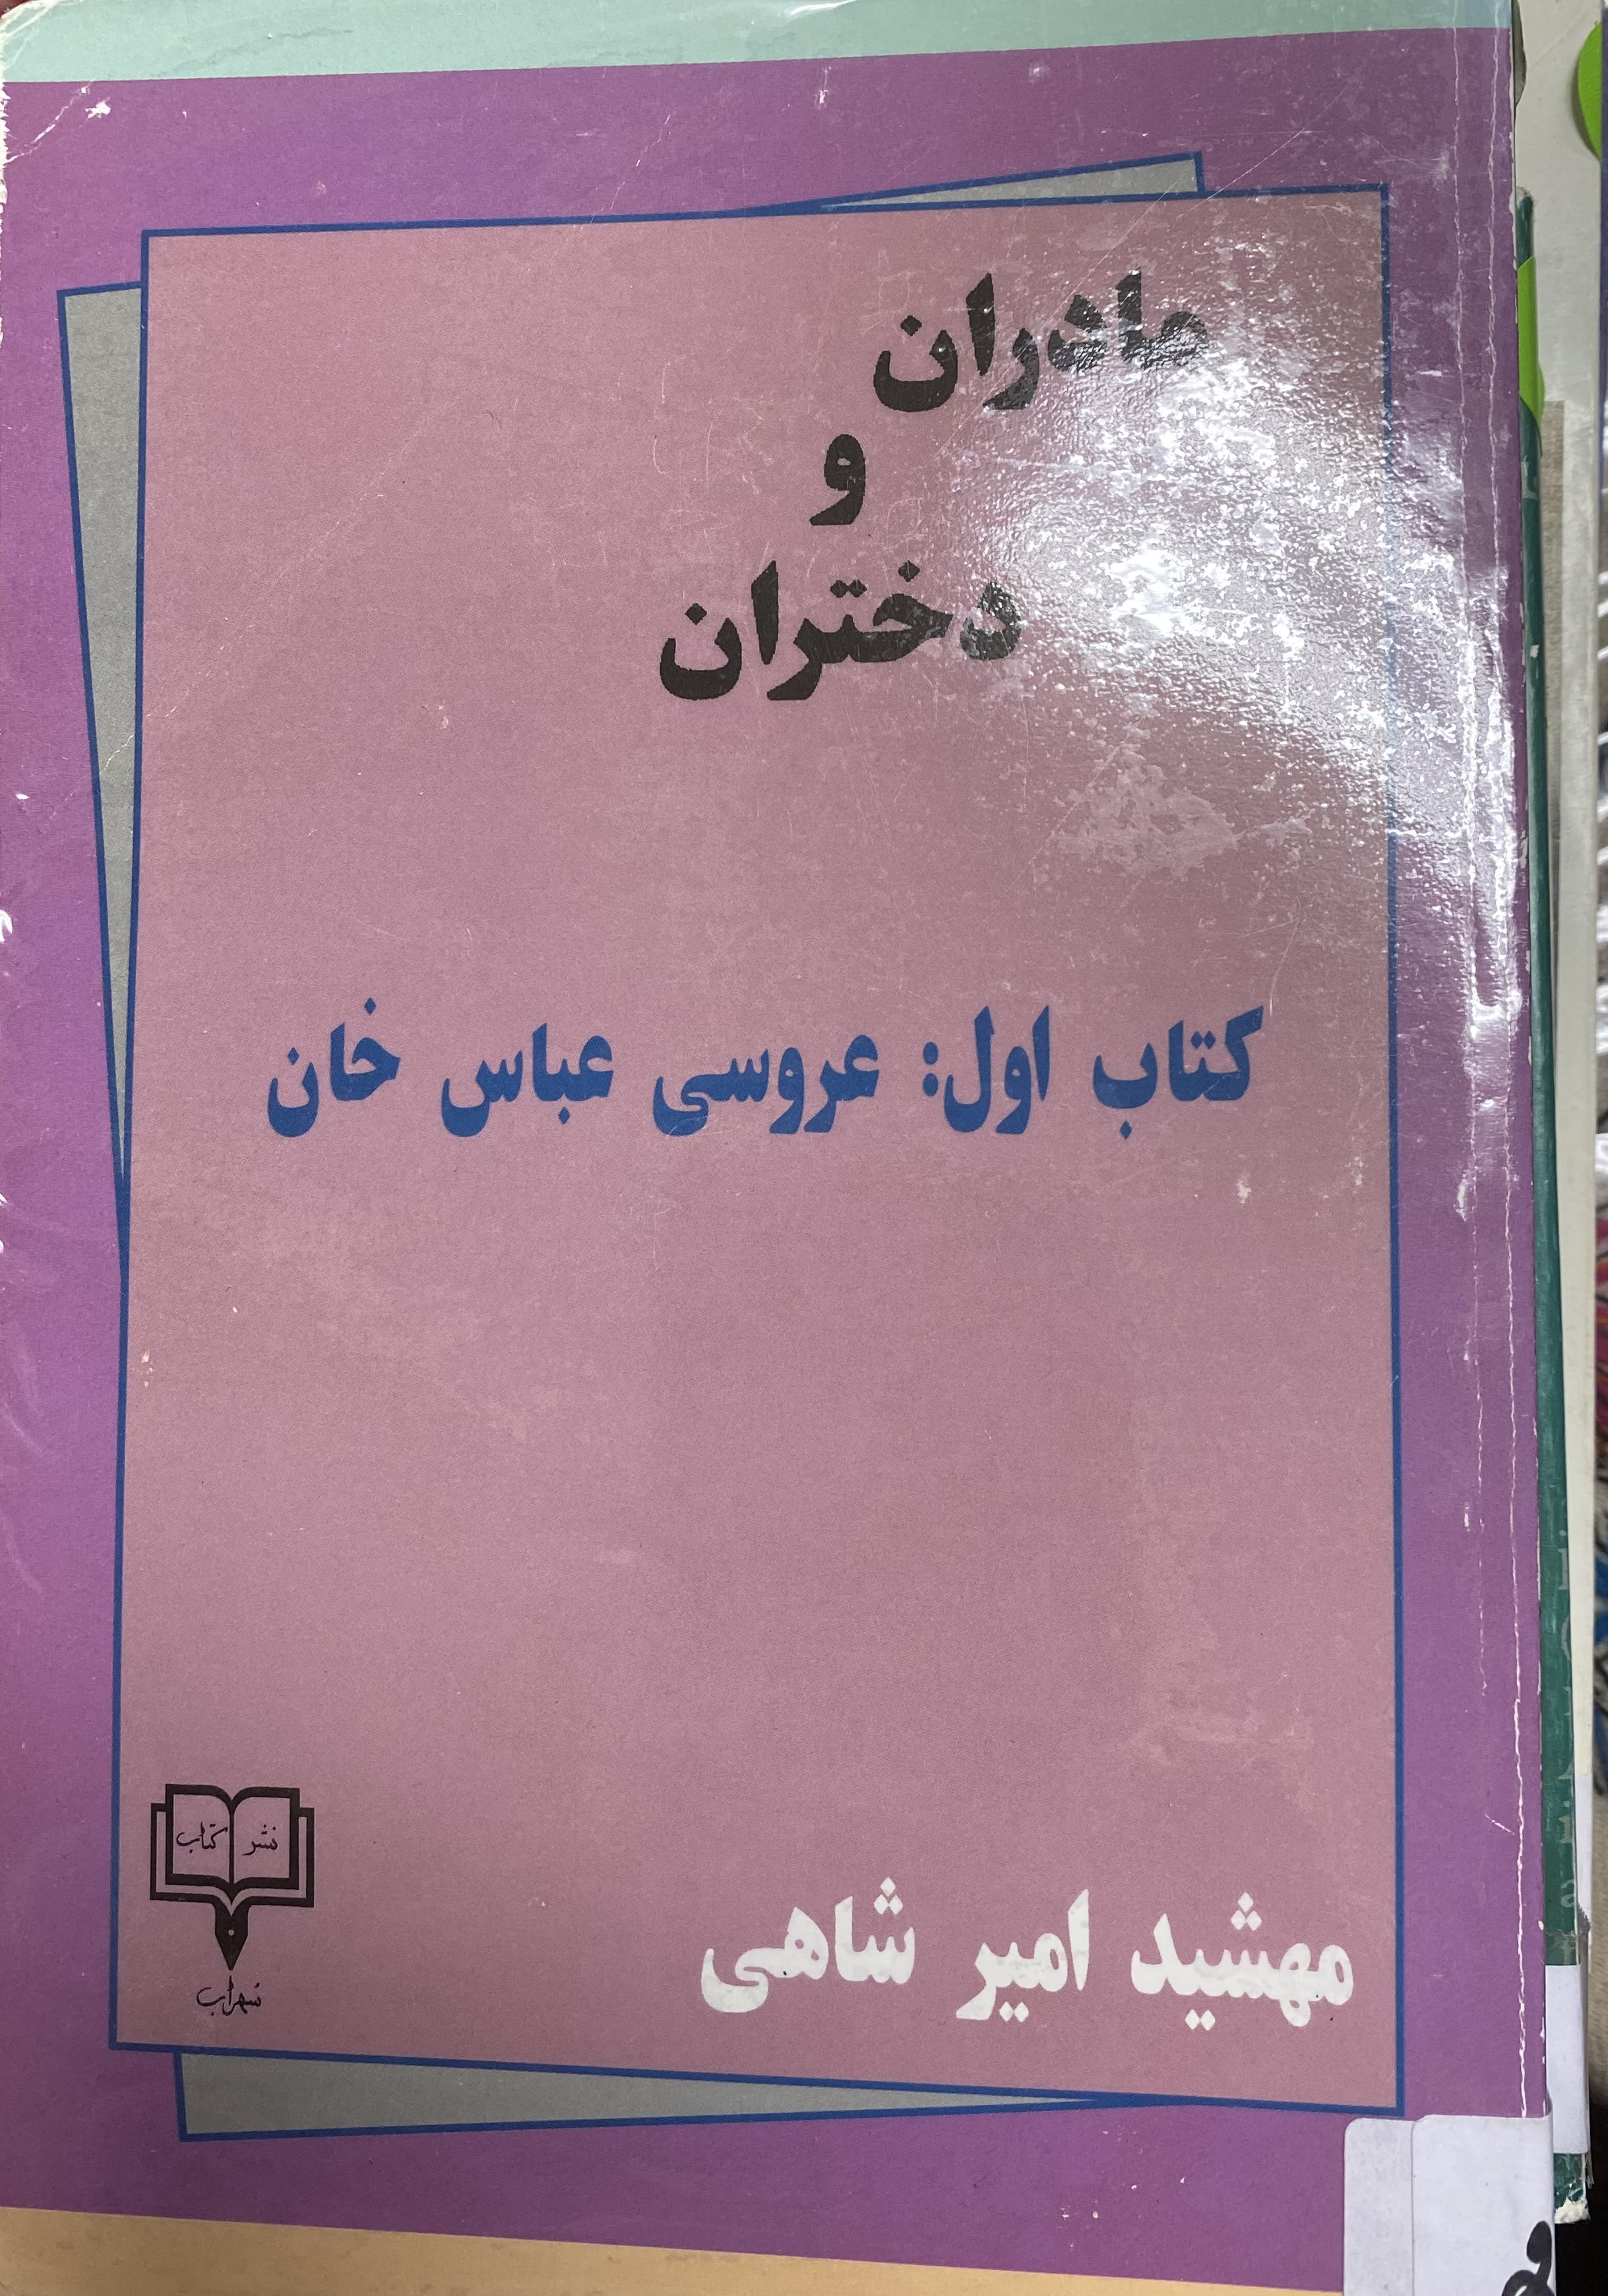 مادران
و
دختران
کتاب اول: عروسی عباس خان
نشر کتاب
سهراب
مهشید امیر شاهی